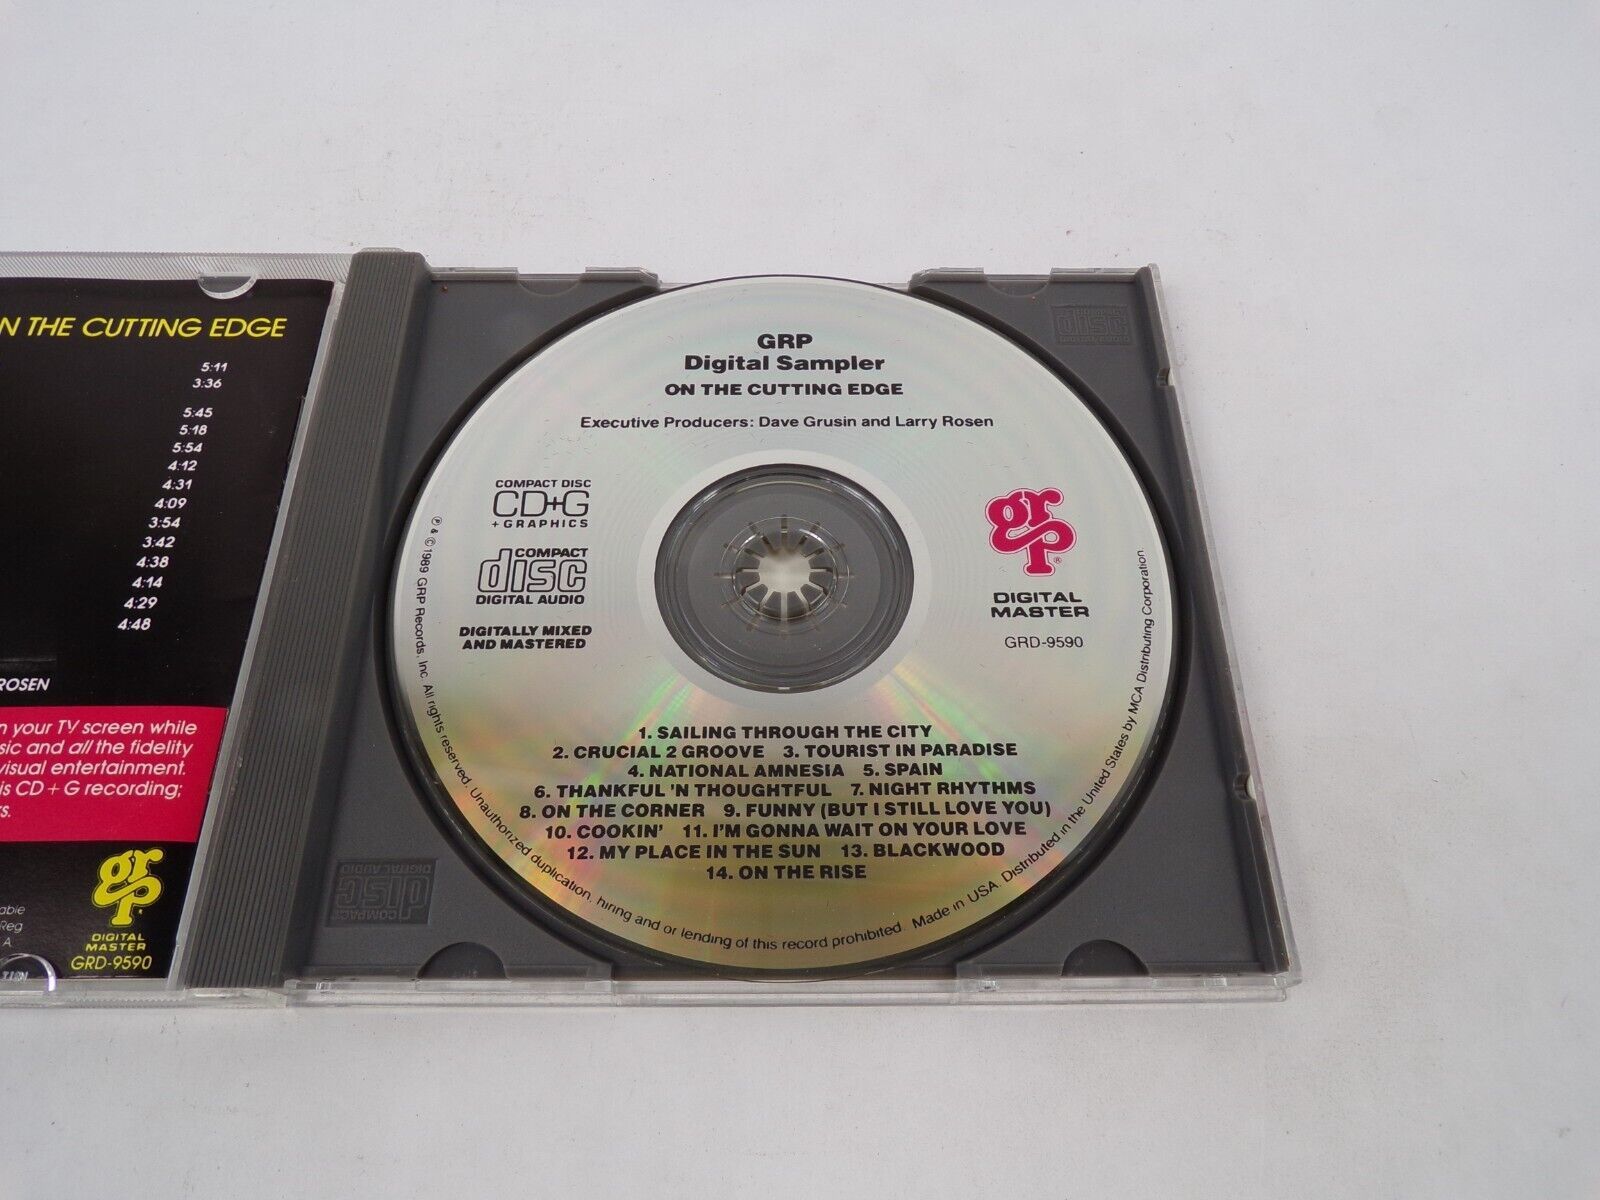 N THE CUTTING EDGE
5:11
3:36
5:45
5:18
5:54
4:12
4:31
4:09
3:54
3:42
4:38
4:14
4:29
4:48
ROSEN
n your TV screen while
sic and all the fidelity
visual entertainment.
is CD + G recording;
rs.
grp®
DIGITAL
MASTER
GRD-9590
Reg
A.
GRP
Digital Sampler
ON THE CUTTING EDGE
Executive Producers: Dave Grusin and Larry Rosen
COMPACT DISC
CD+G
+ GRAPHICS
COMPACT
disc
DIGITAL AUDIO
DIGITALLY MIXED
AND MASTERED
grp®
DIGITAL
MASTER
GRD-9590
1. SAILING THROUGH THE CITY
2. CRUCIAL 2 GROOVE 3. TOURIST IN PARADISE
4. NATIONAL AMNESIA 5. SPAIN
6. THANKFUL 'N THOUGHTFUL 7. NIGHT RHYTHMS
8. ON THE CORNER 9. FUNNY (BUT I STILL LOVE YOU)
10. COOKIN' 11. I'M GONNA WAIT ON YOUR LOVE
12. MY PLACE IN THE SUN 13. BLACKWOOD
14. ON THE RISE
℗ & © 1989 GRP Records, Inc. All rights reserved. Unauthorized duplication, hiring and or lending of this record prohibited. Made in USA. Distributed in the United States by MCA Distributing Corporation.
COMPACT
disc
DIGITAL AUDIO
COMPACT
disc
DIGITAL AUDIO